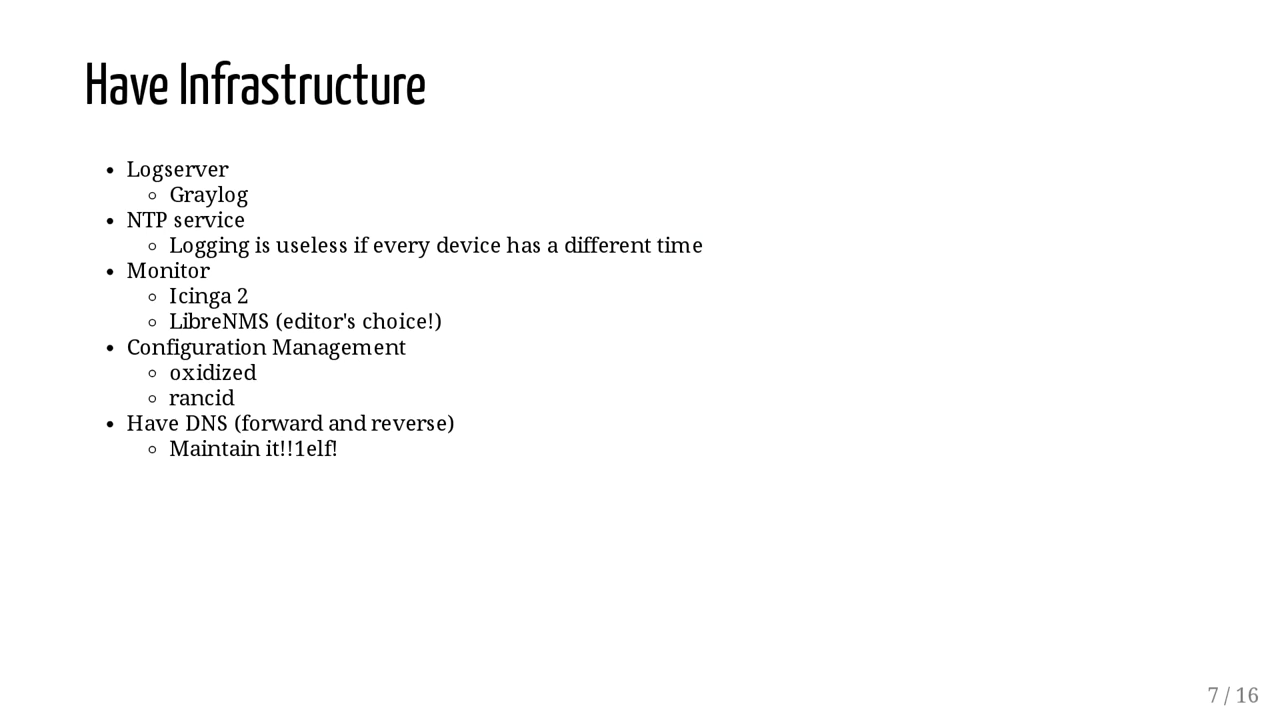 Have Infrastructure
• Logserver
◦ Graylog
• NTP service
◦ Logging is useless if every device has a different time
• Monitor
◦ Icinga 2
◦ LibreNMS (editor's choice!)
• Configuration Management
◦ oxidized
◦ rancid
• Have DNS (forward and reverse)
◦ Maintain it!!1elf!
7 / 16